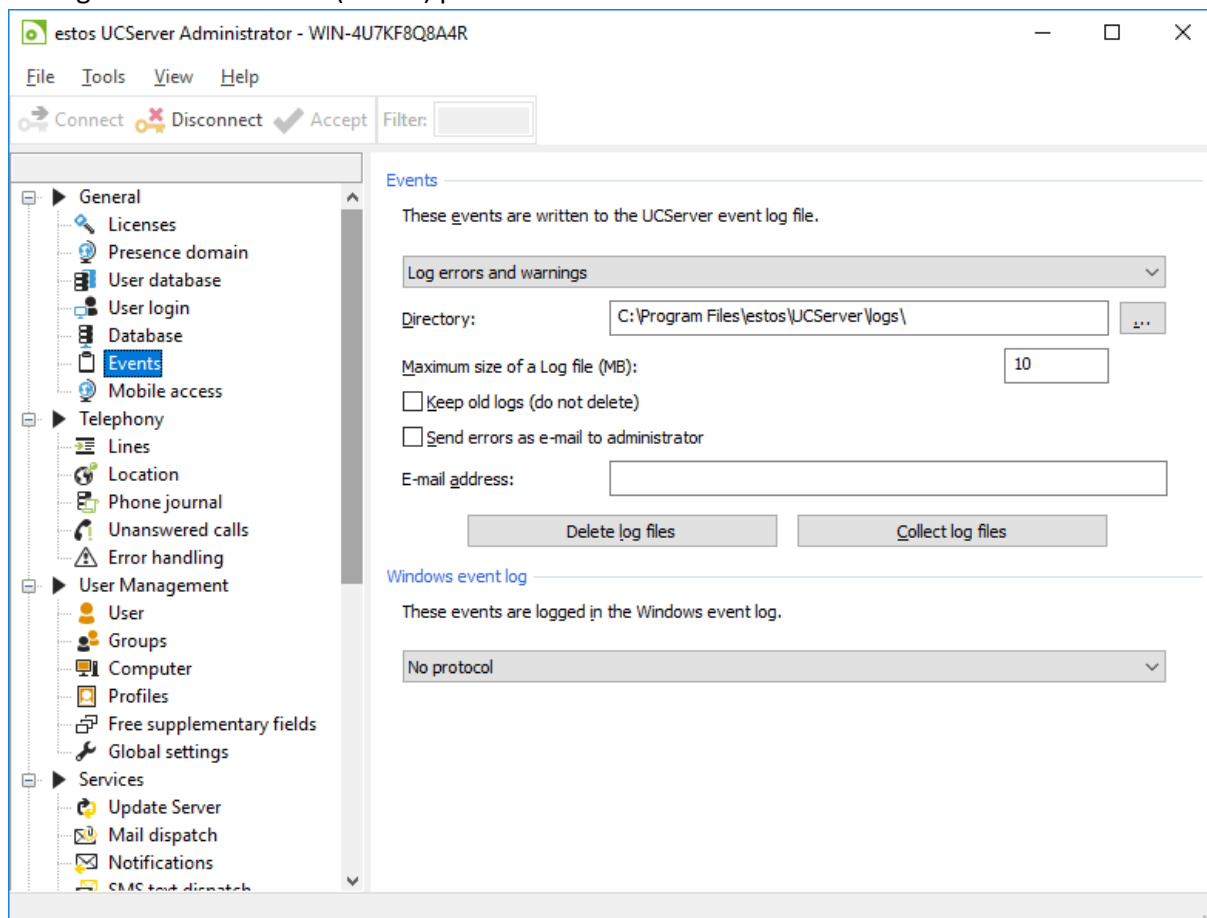 estos UCServer Administrator - WIN-4U7KF8Q8A4R
File Tools View Help
Connect Disconnect Accept Filter:
General
Licenses
Presence domain
User database
User login
Database
Events
Mobile access
Telephony
Lines
Location
Phone journal
Unanswered calls
Error handling
User Management
User
Groups
Computer
Profiles
Free supplementary fields
Global settings
Services
Update Server
Mail dispatch
Notifications
SMS text dispatch
Events
These events are written to the UCServer event log file.
Log errors and warnings
Directory: C:\Program Files\estos\UCServer\logs\ ...
Maximum size of a Log file (MB): 10
Keep old logs (do not delete)
Send errors as e-mail to administrator
E-mail address:
Delete log files Collect log files
Windows event log
These events are logged in the Windows event log.
No protocol